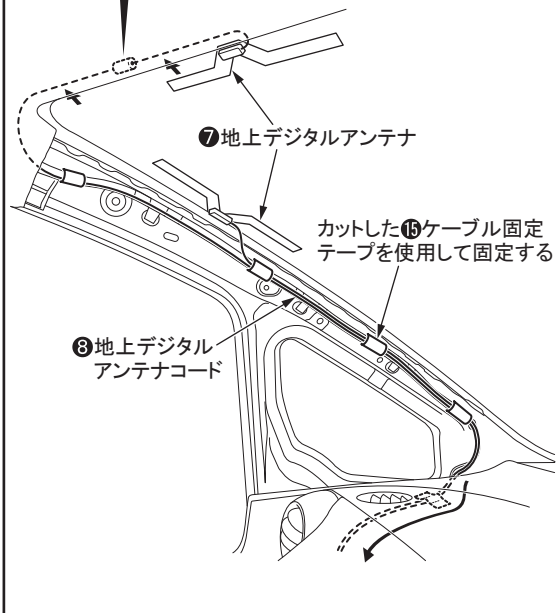 ❼地上デジタルアンテナ
カットした⓯ケーブル固定
テープを使用して固定する
❽地上デジタル
アンテナコード